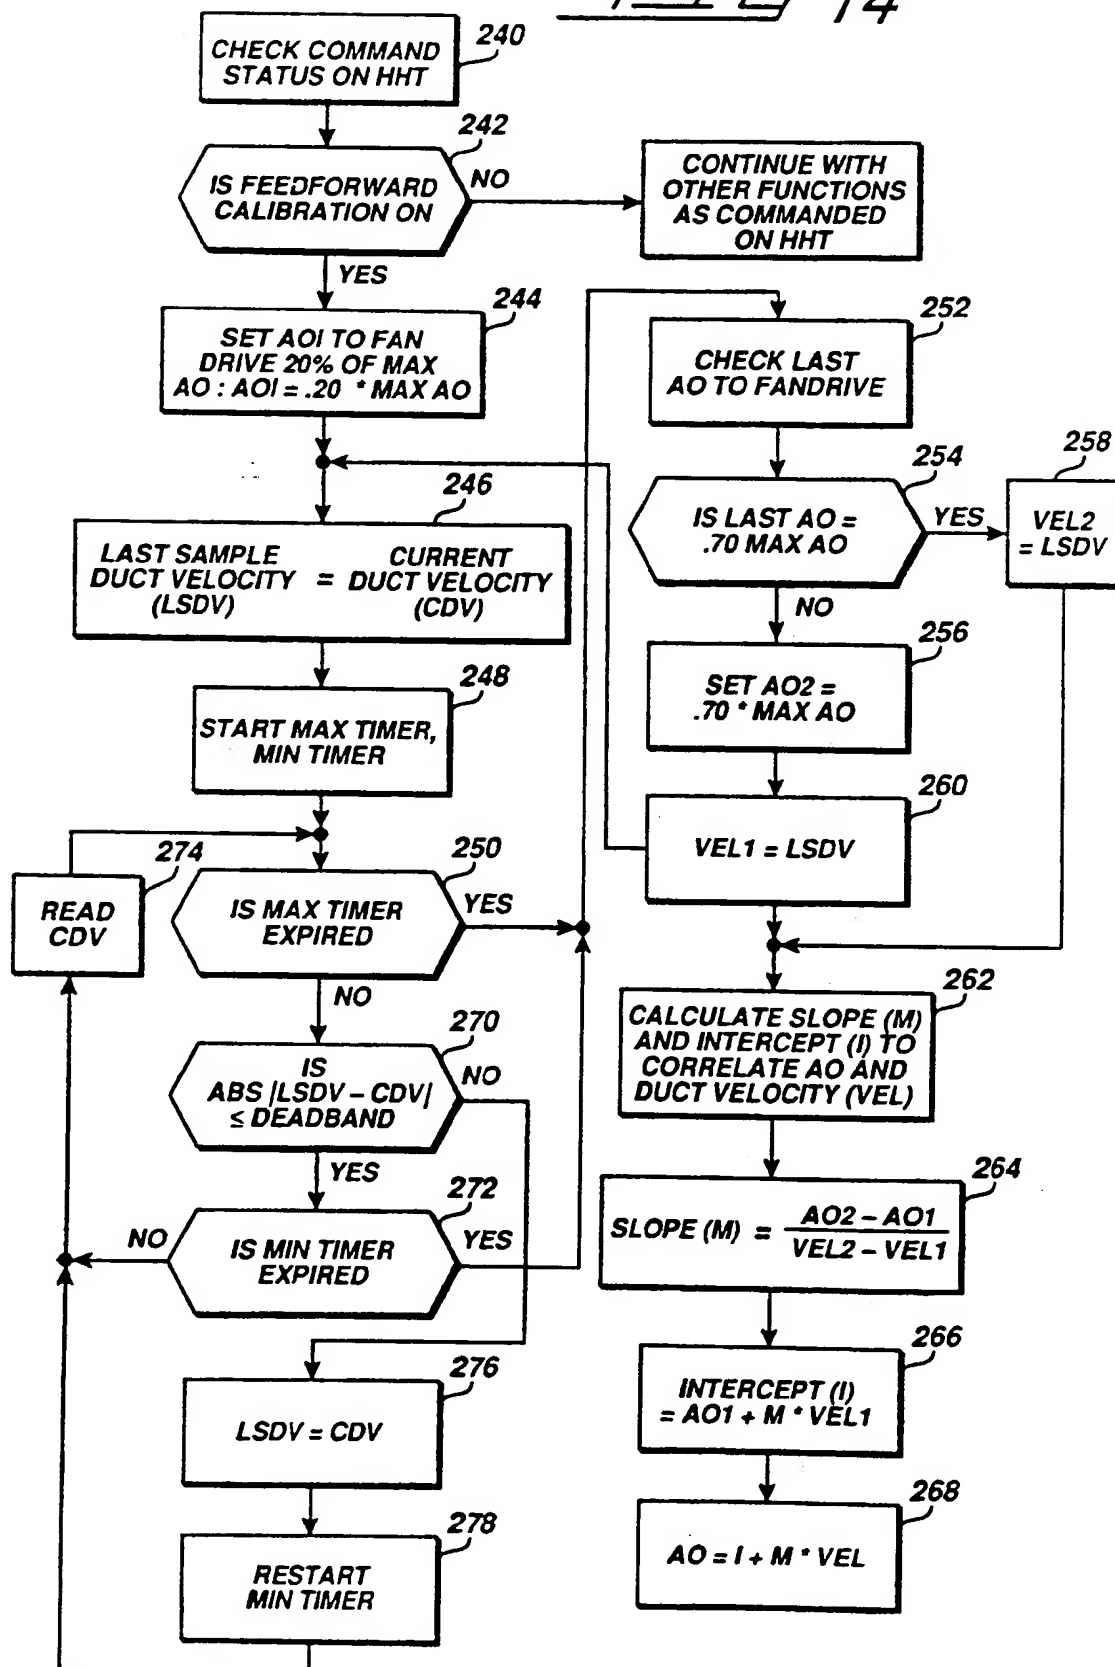 14
240
CHECK COMMAND
STATUS ON HHT
242
IS FEEDFORWARD
CALIBRATION ON
NO
CONTINUE WITH
OTHER FUNCTIONS
AS COMMANDED
ON HHT
YES
244
SET AOI TO FAN
DRIVE 20% OF MAX
AO : AOI = .20 * MAX AO
246
LAST SAMPLE
DUCT VELOCITY
(LSDV)
=
CURRENT
DUCT VELOCITY
(CDV)
248
START MAX TIMER,
MIN TIMER
274
READ
CDV
250
IS MAX TIMER
EXPIRED
YES
NO
270
IS
ABS |LSDV – CDV|
≤ DEADBAND
NO
YES
272
IS MIN TIMER
EXPIRED
NO
YES
276
LSDV = CDV
278
RESTART
MIN TIMER
252
CHECK LAST
AO TO FANDRIVE
254
IS LAST AO =
.70 MAX AO
YES
258
VEL2
= LSDV
NO
256
SET AO2 =
.70 * MAX AO
260
VEL1 = LSDV
262
CALCULATE SLOPE (M)
AND INTERCEPT (I) TO
CORRELATE AO AND
DUCT VELOCITY (VEL)
264
SLOPE (M) =
AO2 – AO1
VEL2 – VEL1
266
INTERCEPT (I)
= AO1 + M * VEL1
268
AO = I + M * VEL